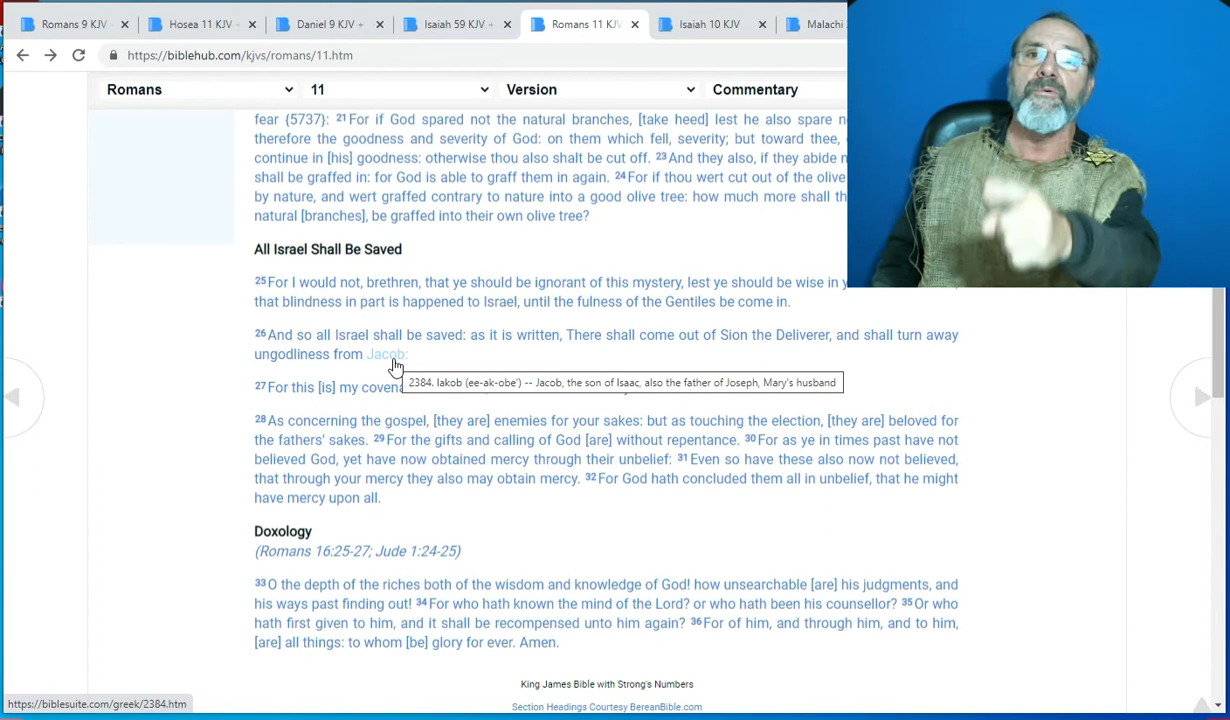 Romans 9 KJV +
Hosea 11 KJV +
Daniel 9 KJV +
Isaiah 59 KJV +
Romans 11 KJV
Isaiah 10 KJV
Malachi
https://biblehub.com/kjvs/romans/11.htm
Romans 11 Version Commentary
fear {5737}: 21 For if God spared not the natural branches, [take heed] lest he also spare
therefore the goodness and severity of God: on them which fell, severity; but toward thee,
continue in [his] goodness: otherwise thou also shalt be cut off. 23 And they also, if they abide
shall be graffed in: for God is able to graff them in again. 24 For if thou wert cut out of the olive
by nature, and wert graffed contrary to nature into a good olive tree: how much more shall
natural [branches], be graffed into their own olive tree?
All Israel Shall Be Saved
25 For I would not, brethren, that ye should be ignorant of this mystery, lest ye should be wise in
that blindness in part is happened to Israel, until the fulness of the Gentiles be come in.
26 And so all Israel shall be saved: as it is written, There shall come out of Sion the Deliverer, and shall turn away
ungodliness from Jacob:
2384. Iakob (ee-ak-obe') -- Jacob, the son of Isaac, also the father of Joseph, Mary's husband
27 For this [is] my
28 As concerning the gospel, [they are] enemies for your sakes: but as touching the election, [they are] beloved for
the fathers' sakes. 29 For the gifts and calling of God [are] without repentance. 30 For as ye in times past have not
believed God, yet have now obtained mercy through their unbelief: 31 Even so have these also now not believed,
that through your mercy they also may obtain mercy. 32 For God hath concluded them all in unbelief, that he might
have mercy upon all.
Doxology
(Romans 16:25-27; Jude 1:24-25)
33 O the depth of the riches both of the wisdom and knowledge of God! how unsearchable [are] his judgments, and
his ways past finding out! 34 For who hath known the mind of the Lord? or who hath been his counsellor? 35 Or who
hath first given to him, and it shall be recompensed unto him again? 36 For of him, and through him, and to him,
[are] all things: to whom [be] glory for ever. Amen.
King James Bible with Strong's Numbers
Section Headings Courtesy BereanBible.com
https://biblesuite.com/greek/2384.htm